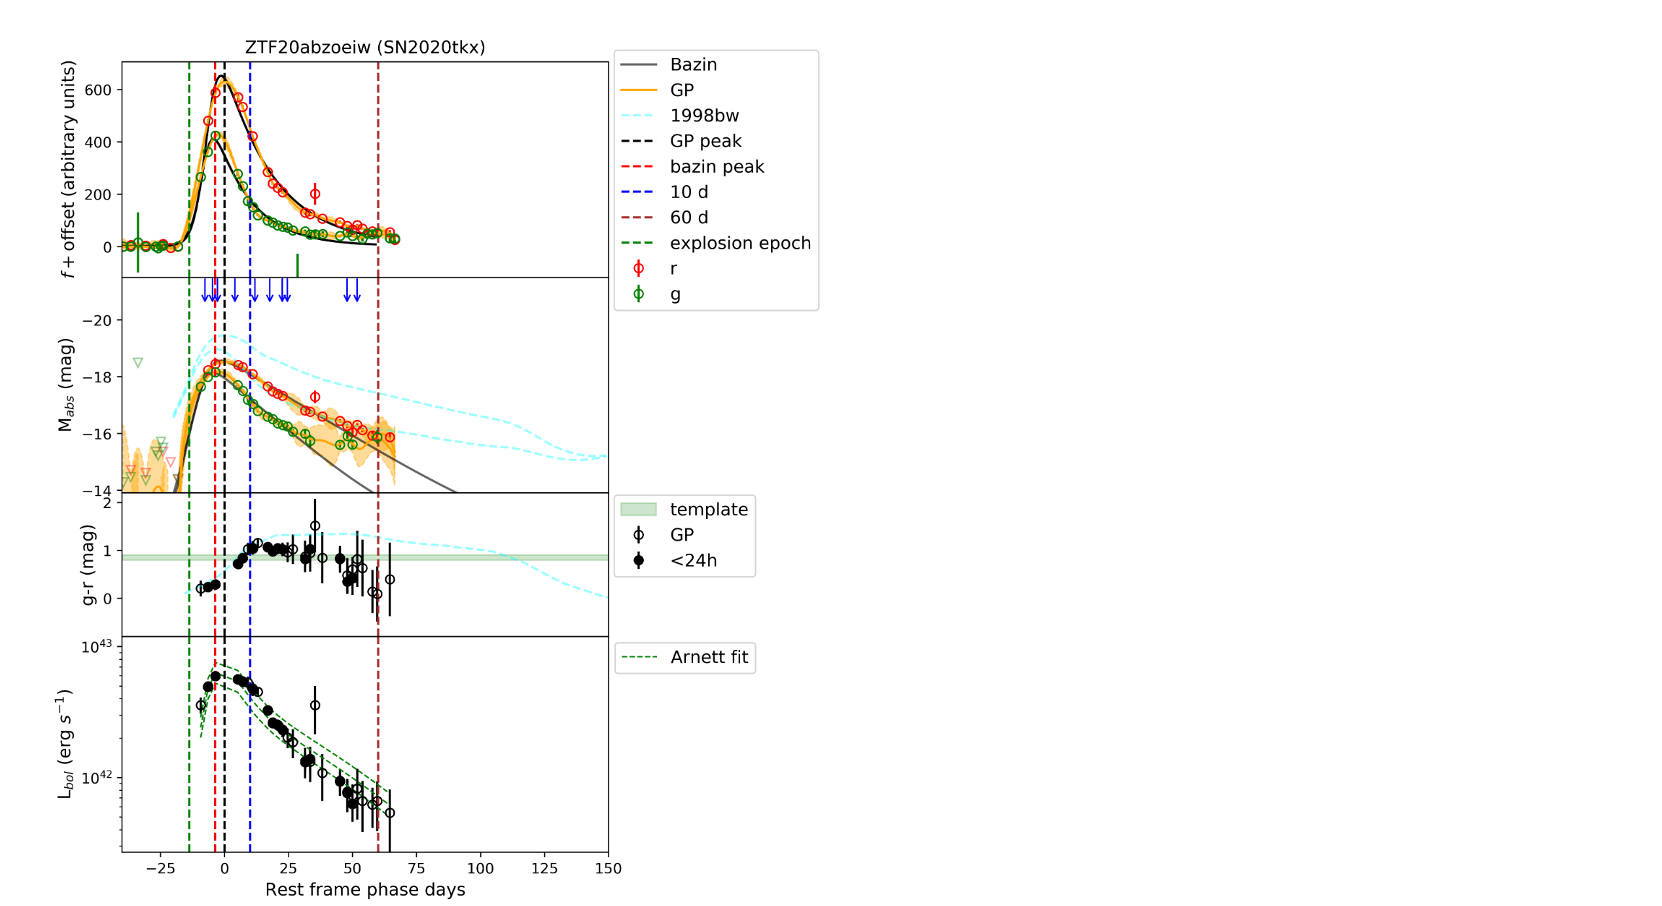 ZTF20abzoeiw (SN2020tkx)
f + offset (arbitrary units)
600
400
200
0
Bazin
GP
1998bw
GP peak
bazin peak
10 d
60 d
explosion epoch
r
g
M_abs (mag)
−20
−18
−16
−14
g-r (mag)
2
1
0
template
GP
<24h
L_bol (erg s^−1)
10^43
10^42
Arnett fit
−25 0 25 50 75 100 125 150
Rest frame phase days